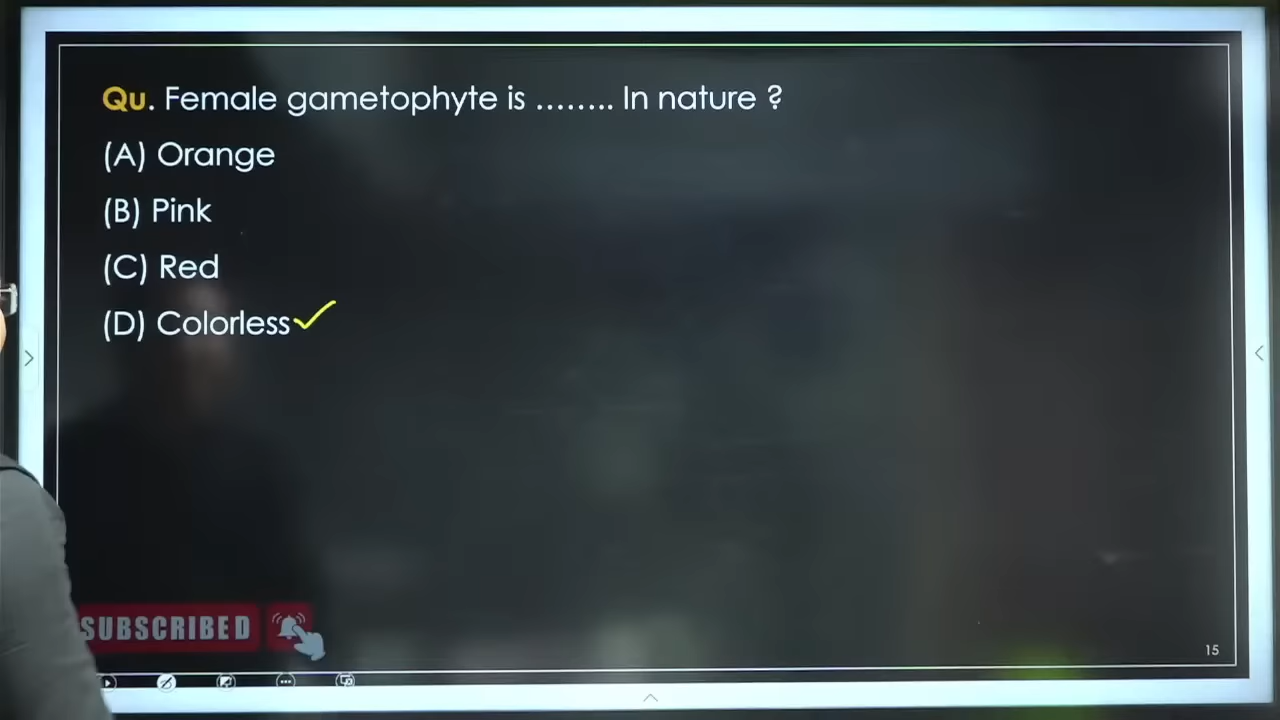 Qu. Female gametophyte is ........ In nature ?
(A) Orange
(B) Pink
(C) Red
(D) Colorless
SUBSCRIBED
15